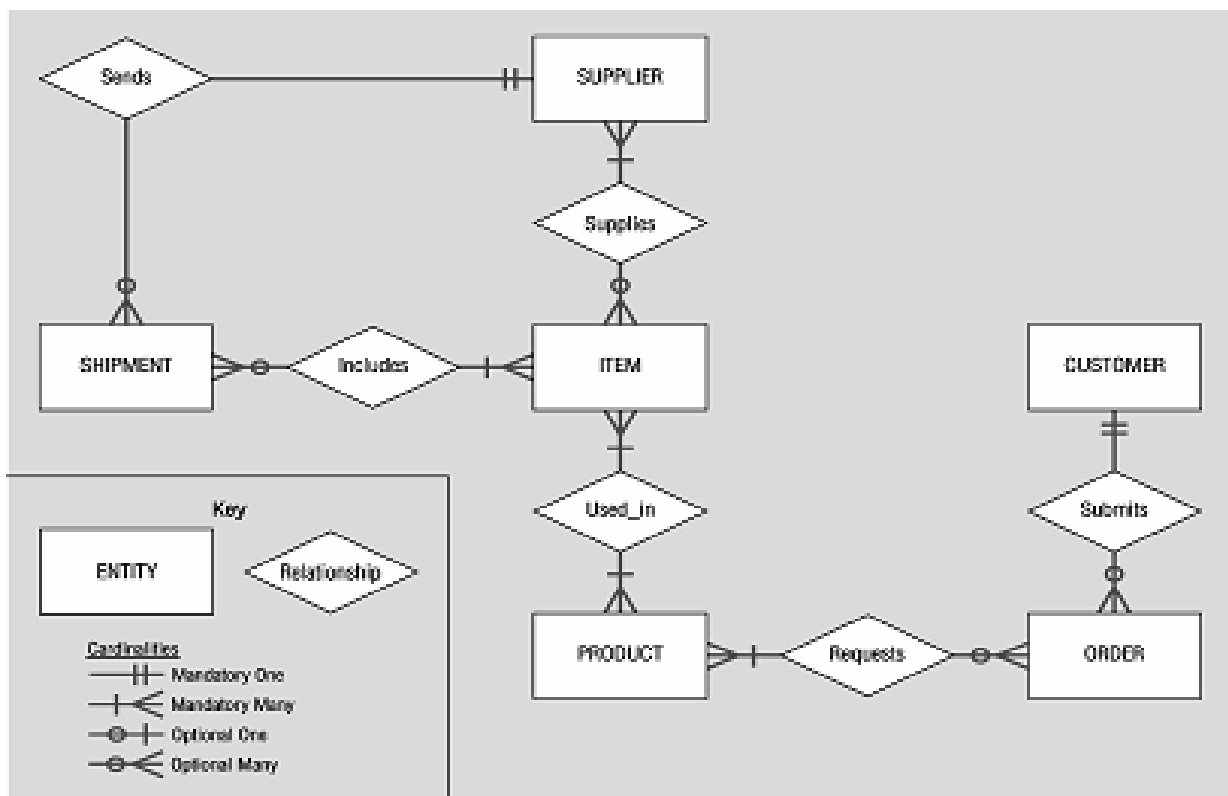 Sends
SUPPLIER
Supplies
SHIPMENT
Includes
ITEM
CUSTOMER
Used_in
Submits
PRODUCT
Requests
ORDER
Key
ENTITY
Relationship
Cardinalities
Mandatory One
Mandatory Many
Optional One
Optional Many